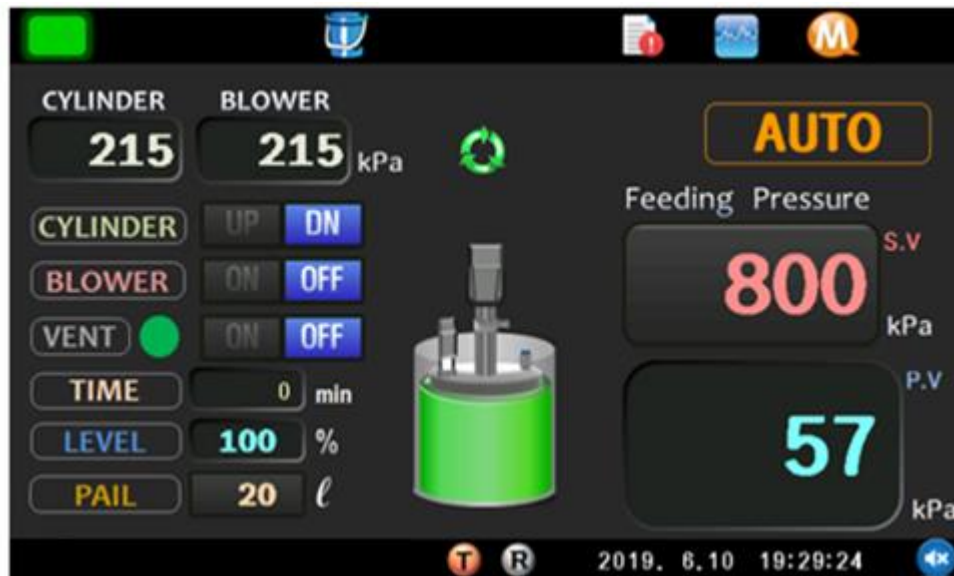 M
CYLINDER BLOWER
215 215 kPa
AUTO
Feeding Pressure
CYLINDER UP DN
S.V
800
kPa
BLOWER ON OFF
VENT ON OFF
TIME 0 min
P.V
57
kPa
LEVEL 100 %
PAIL 20 ℓ
T R 2019. 6.10 19:29:24